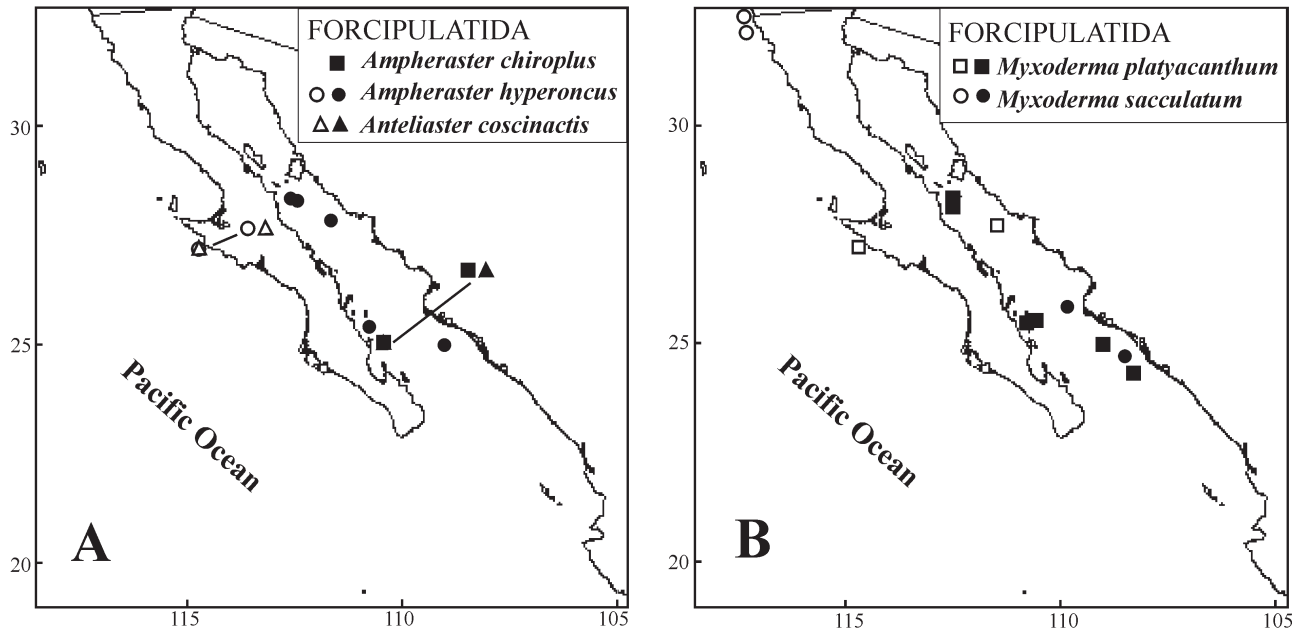 FORCIPULATIDA
Ampheraster chiroplus
Ampheraster hyperoncus
Anteliaster coscinactis
30
25
20
115
110
105
Pacific Ocean
A
FORCIPULATIDA
Myxoderma platyacanthum
Myxoderma sacculatum
30
25
20
115
110
105
Pacific Ocean
B